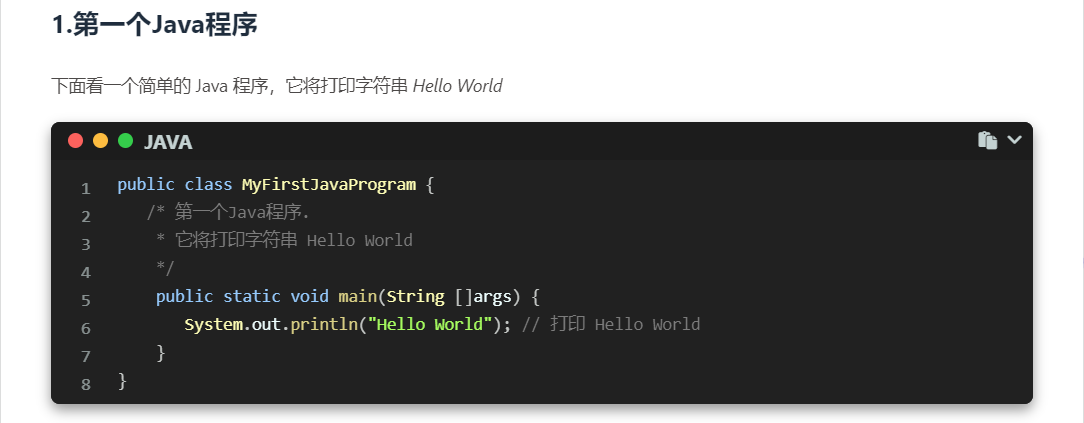 1.第一个Java程序
下面看一个简单的 Java 程序，它将打印字符串 Hello World
JAVA
1 public class MyFirstJavaProgram {
2 /* 第一个Java程序.
3 * 它将打印字符串 Hello World
4 */
5 public static void main(String []args) {
6 System.out.println("Hello World"); // 打印 Hello World
7 }
8 }